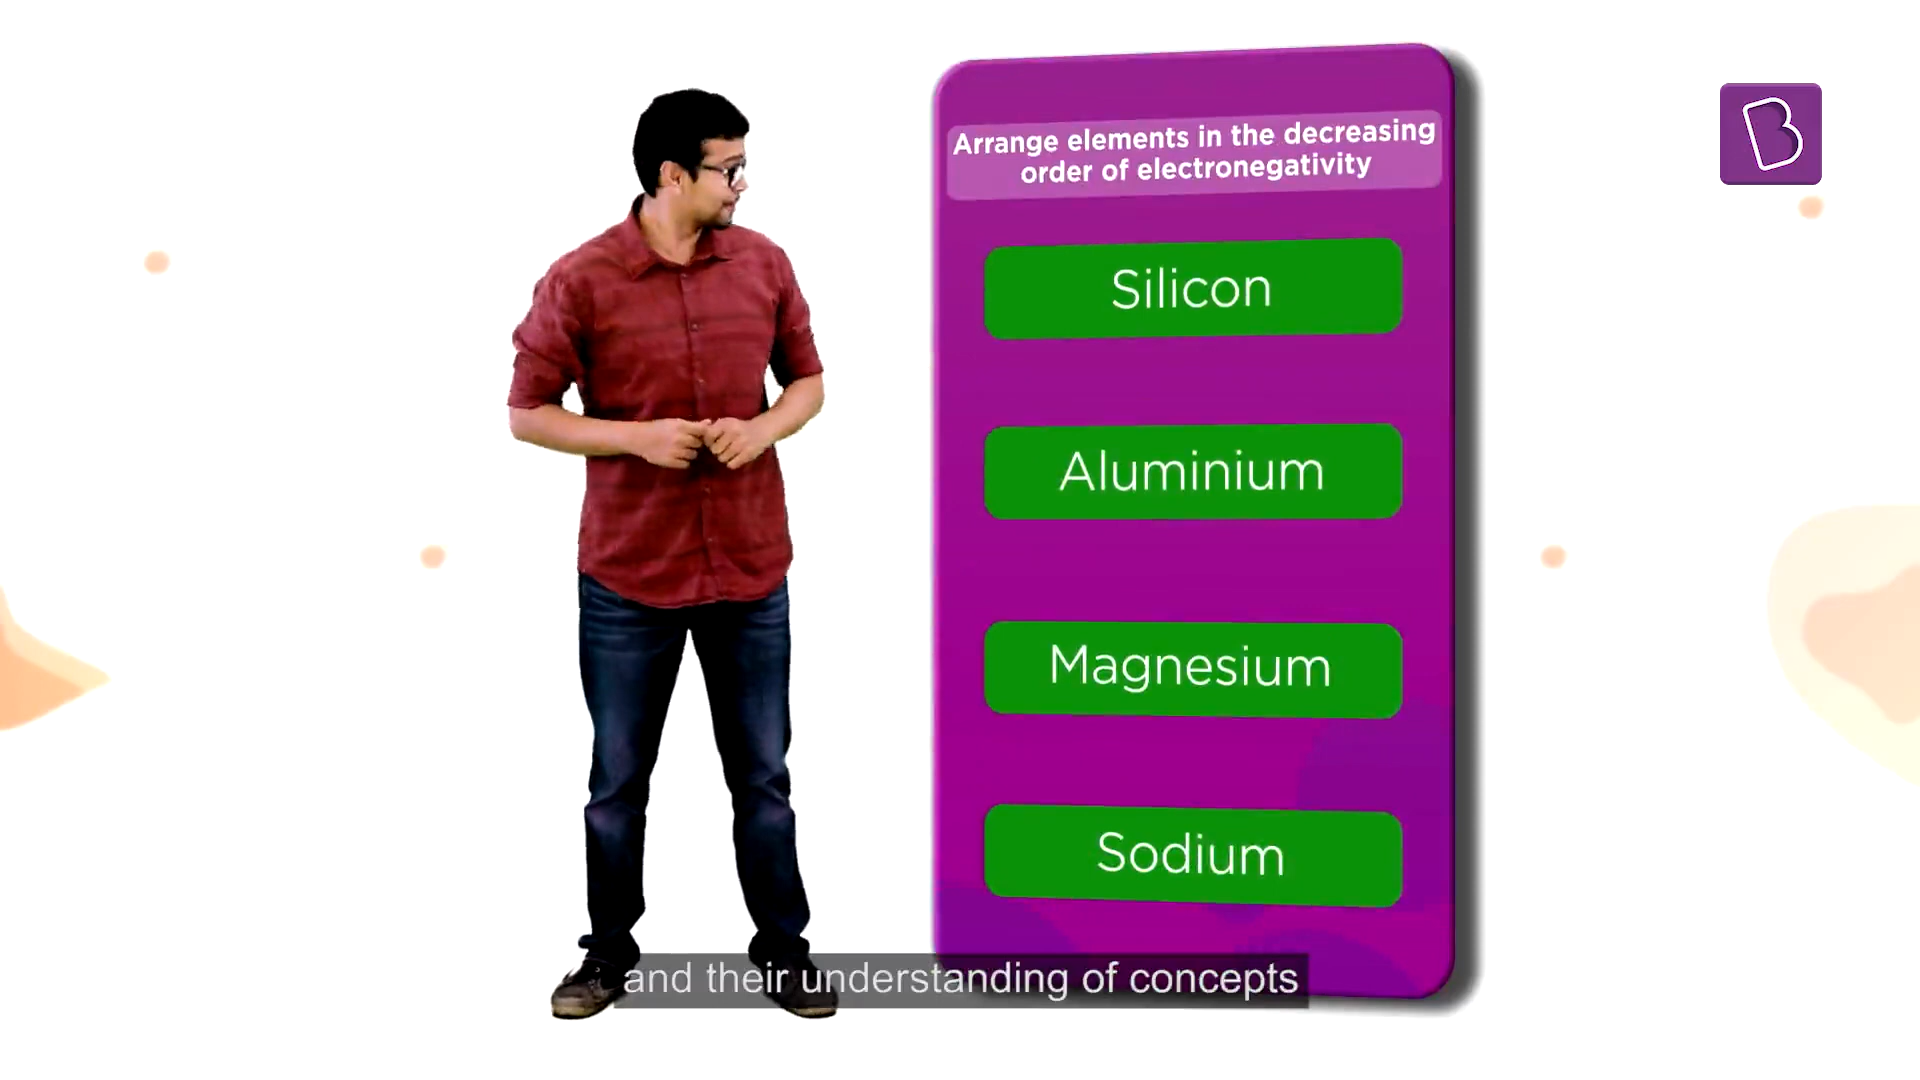 Arrange elements in the decreasing
order of electronegativity
Silicon
Aluminium
Magnesium
Sodium
and their understanding of concepts